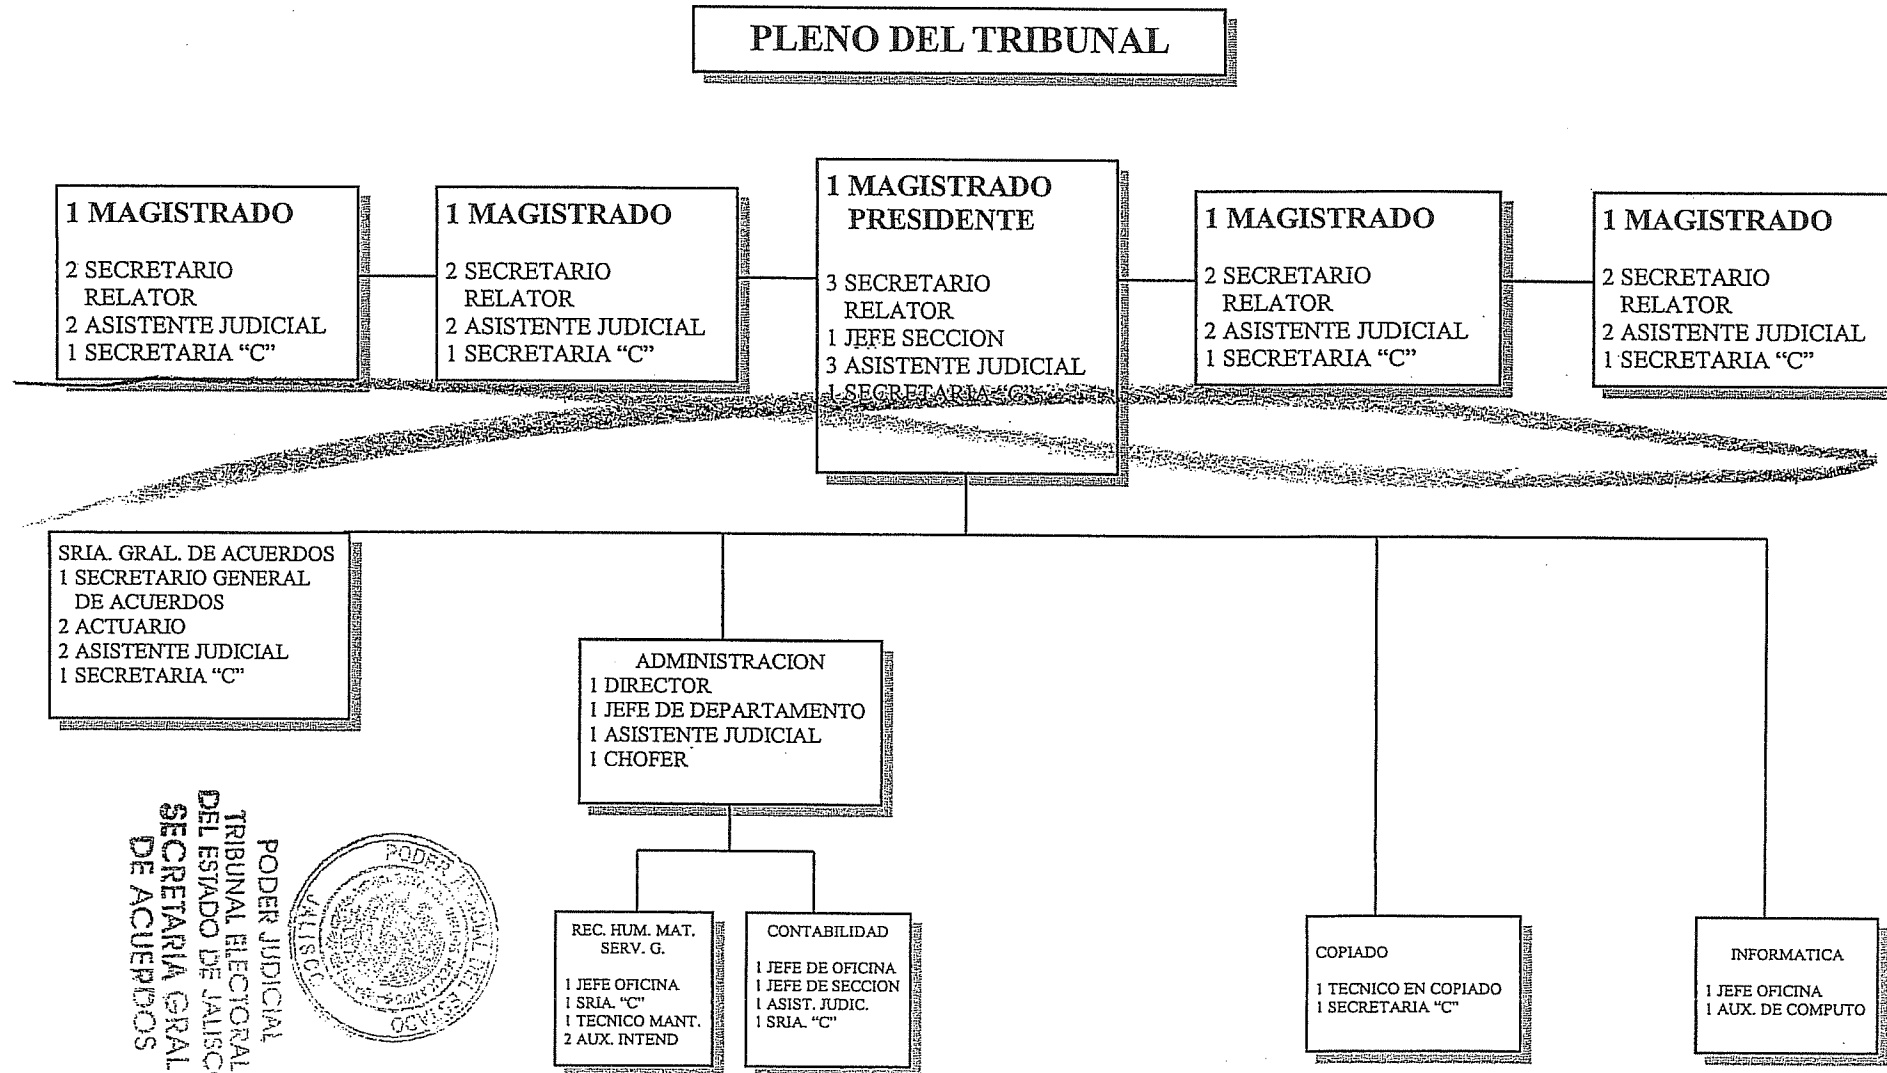 PLENO DEL TRIBUNAL
1 MAGISTRADO
2 SECRETARIO
RELATOR
2 ASISTENTE JUDICIAL
1 SECRETARIA “C”
1 MAGISTRADO
2 SECRETARIO
RELATOR
2 ASISTENTE JUDICIAL
1 SECRETARIA “C”
1 MAGISTRADO
PRESIDENTE
3 SECRETARIO
RELATOR
1 JEFE SECCION
3 ASISTENTE JUDICIAL
1 SECRETARIA “C”
1 MAGISTRADO
2 SECRETARIO
RELATOR
2 ASISTENTE JUDICIAL
1 SECRETARIA “C”
1 MAGISTRADO
2 SECRETARIO
RELATOR
2 ASISTENTE JUDICIAL
1 SECRETARIA “C”
SRIA. GRAL. DE ACUERDOS
1 SECRETARIO GENERAL
DE ACUERDOS
2 ACTUARIO
2 ASISTENTE JUDICIAL
1 SECRETARIA “C”
ADMINISTRACION
1 DIRECTOR
1 JEFE DE DEPARTAMENTO
1 ASISTENTE JUDICIAL
1 CHOFER
REC. HUM. MAT.
SERV. G.
1 JEFE OFICINA
1 SRIA. “C”
1 TECNICO MANT.
2 AUX. INTEND
CONTABILIDAD
1 JEFE DE OFICINA
1 JEFE DE SECCION
1 ASIST. JUDIC.
1 SRIA. “C”
COPIADO
1 TECNICO EN COPIADO
1 SECRETARIA “C”
INFORMATICA
1 JEFE OFICINA
1 AUX. DE COMPUTO
PODER JUDICIAL
TRIBUNAL ELECTORAL
DEL ESTADO DE JALISC
SECRETARIA GRAL
DE ACUERDOS
PODER JUDICIAL DEL ESTADO
JALISCO